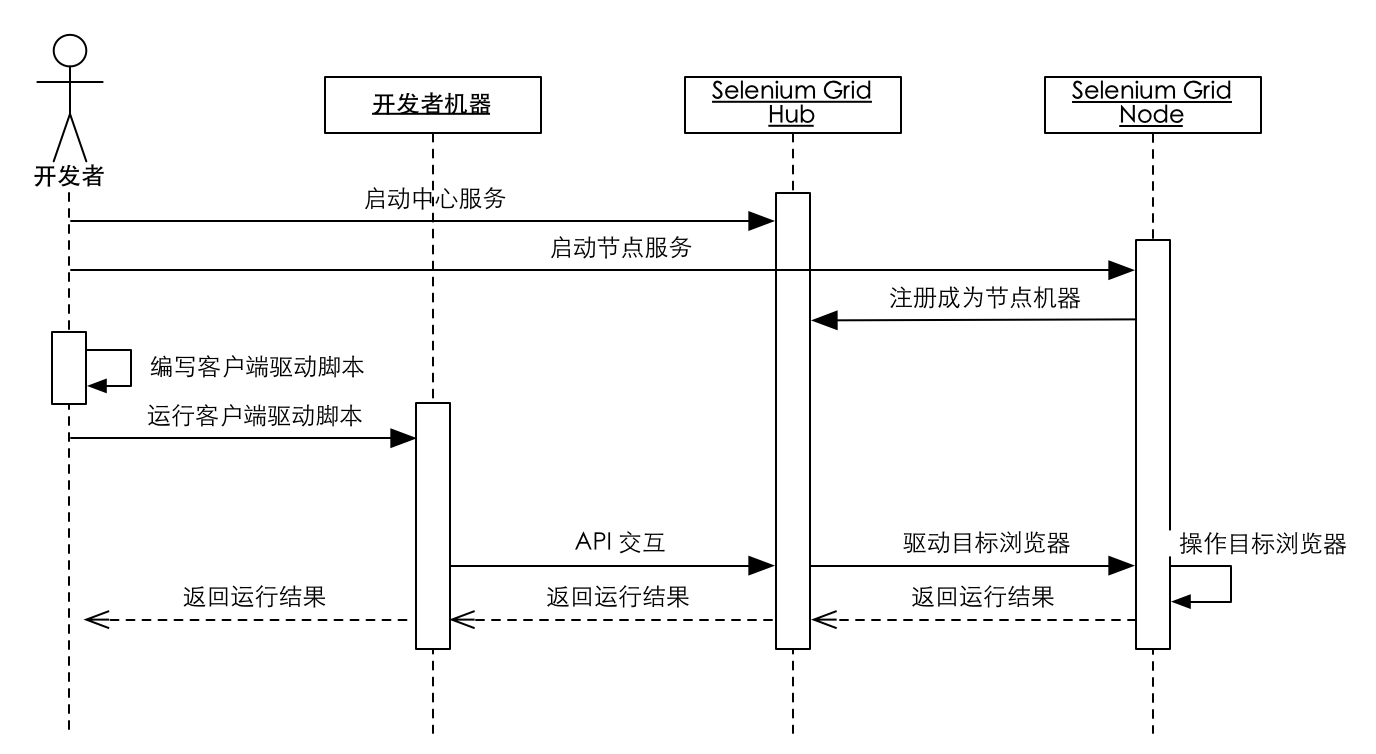 开发者
开发者机器
Selenium Grid
Hub
Selenium Grid
Node
启动中心服务
启动节点服务
注册成为节点机器
编写客户端驱动脚本
运行客户端驱动脚本
API 交互
驱动目标浏览器
操作目标浏览器
返回运行结果
返回运行结果
返回运行结果